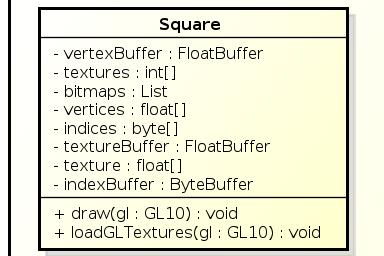 Square
- vertexBuffer : FloatBuffer
- textures : int[]
- bitmaps : List
- vertices : float[]
- indices : byte[]
- textureBuffer : FloatBuffer
- texture : float[]
- indexBuffer : ByteBuffer
+ draw(gl : GL10) : void
+ loadGLTextures(gl : GL10) : void